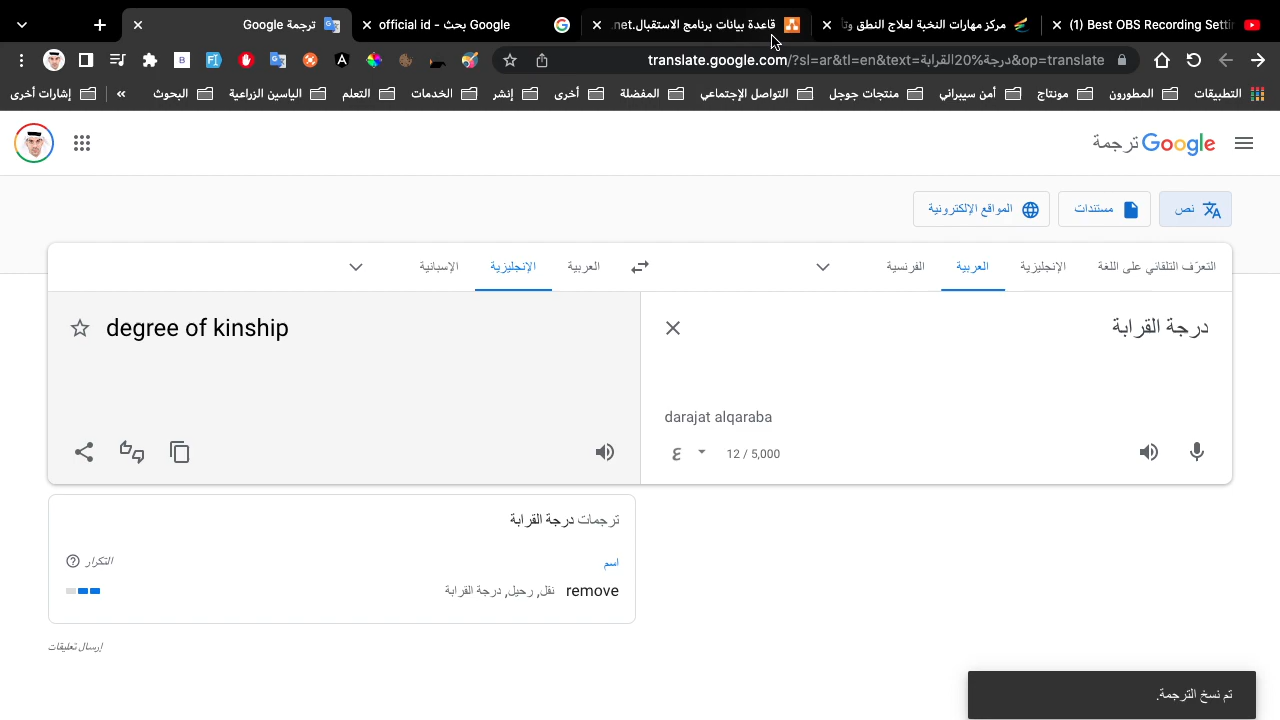 (1) Best OBS Recording Setti
مركز مهارات النخبة لعلاج النطق وتأ
قاعدة بيانات برنامج الاستقبال.net
official id - بحث Google
ترجمة Google
translate.google.com/?sl=ar&tl=en&text=درجة%20القرابة&op=translate
التطبيقات
المطورون
مونتاج
أمن سيبراني
منتجات جوجل
التواصل الإجتماعي
المفضلة
أخرى
إنشر
الخدمات
التعلم
الياسين الزراعية
البحوث
«
إشارات أخرى
Google ترجمة
نص
مستندات
المواقع الإلكترونية
التعرّف التلقائي على اللغة
الإنجليزية
العربية
الفرنسية
العربية
الإنجليزية
الإسبانية
درجة القرابة
darajat alqaraba
12 / 5,000
degree of kinship
ترجمات درجة القرابة
اسم
التكرار
remove
نقل, رحيل, درجة القرابة
إرسال تعليقات
تم نسخ الترجمة.